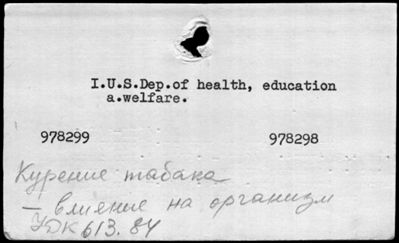 I.U.S.Dep.of health, education
a.welfare.
978299 978298
Курение табака
– влияние на организм
УДК 613.84